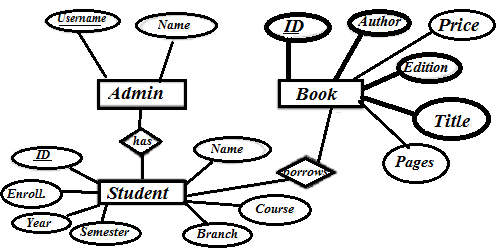 Username
Name
ID
Author
Price
Edition
Title
Pages
Admin
Book
has
borrows
ID
Name
Enroll.
Student
Year
Semester
Branch
Course